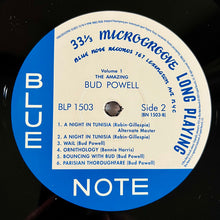 33⅓ MICROGROOVE LONG PLAYING
BLUE NOTE RECORDS 767 LEXINGTON AVE NYC
Volume 1
THE AMAZING
BUD POWELL
BLP 1503
Side 2
(BN 1503-B)
1. A NIGHT IN TUNISIA (Robin-Gillespie)
Alternate Master
2. A NIGHT IN TUNISIA (Robin-Gillespie)
3. WAIL (Bud Powell)
4. ORNITHOLOGY (Bennie Harris)
5. BOUNCING WITH BUD (Bud Powell)
6. PARISIAN THOROUGHFARE (Bud Powell)
BLUE
NOTE